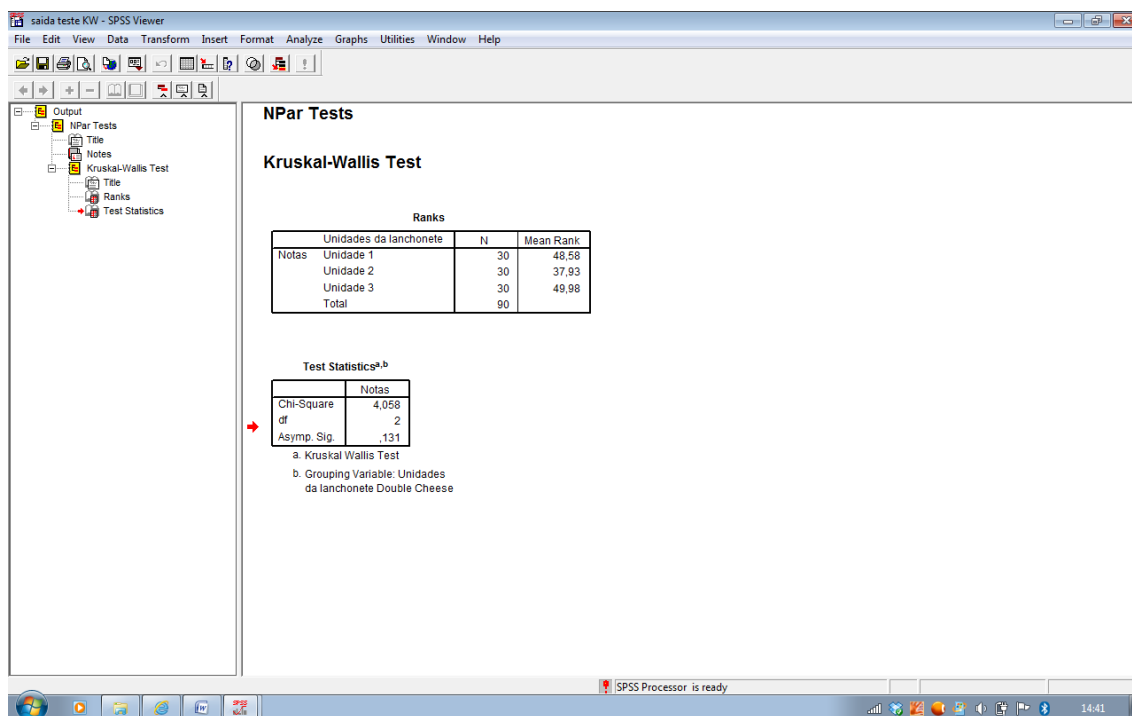 saida teste KW - SPSS Viewer
File Edit View Data Transform Insert Format Analyze Graphs Utilities Window Help
Output
NPar Tests
Title
Notes
Kruskal-Wallis Test
Title
Ranks
Test Statistics
NPar Tests
Kruskal-Wallis Test
Ranks
Unidades da lanchonete N Mean Rank
Notas Unidade 1 30 48,58
Unidade 2 30 37,93
Unidade 3 30 49,98
Total 90
Test Statisticsa,b
Notas
Chi-Square 4,058
df 2
Asymp. Sig. ,131
a. Kruskal Wallis Test
b. Grouping Variable: Unidades
da lanchonete Double Cheese
SPSS Processor is ready
14:41